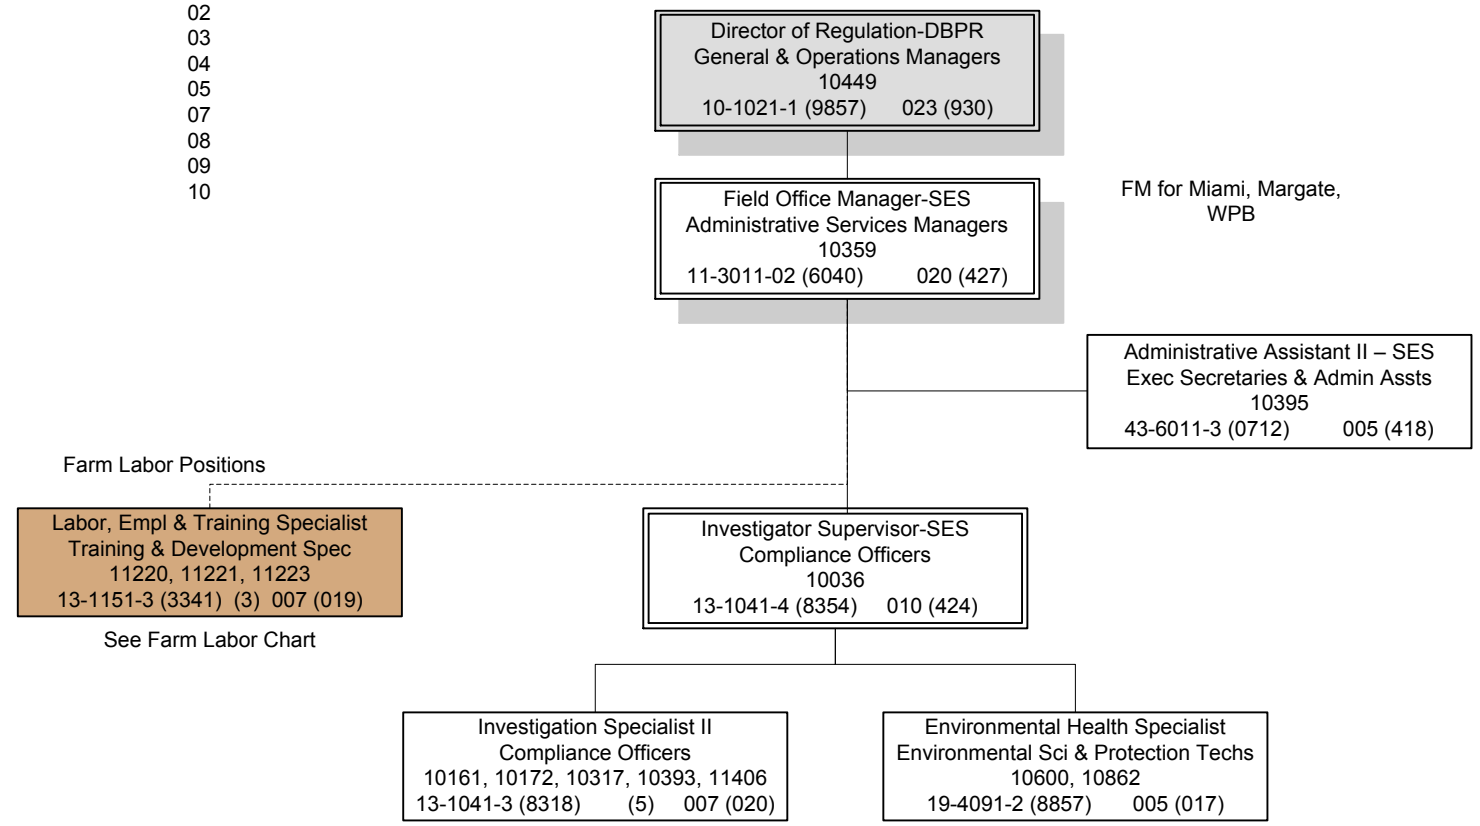 02
03
04
05
07
08
09
10
Director of Regulation-DBPR
General & Operations Managers
10449
10-1021-1 (9857) 023 (930)
Field Office Manager-SES
Administrative Services Managers
10359
11-3011-02 (6040) 020 (427)
FM for Miami, Margate,
WPB
Administrative Assistant II – SES
Exec Secretaries & Admin Assts
10395
43-6011-3 (0712) 005 (418)
Farm Labor Positions
Labor, Empl & Training Specialist
Training & Development Spec
11220, 11221, 11223
13-1151-3 (3341) (3) 007 (019)
See Farm Labor Chart
Investigator Supervisor-SES
Compliance Officers
10036
13-1041-4 (8354) 010 (424)
Investigation Specialist II
Compliance Officers
10161, 10172, 10317, 10393, 11406
13-1041-3 (8318) (5) 007 (020)
Environmental Health Specialist
Environmental Sci & Protection Techs
10600, 10862
19-4091-2 (8857) 005 (017)